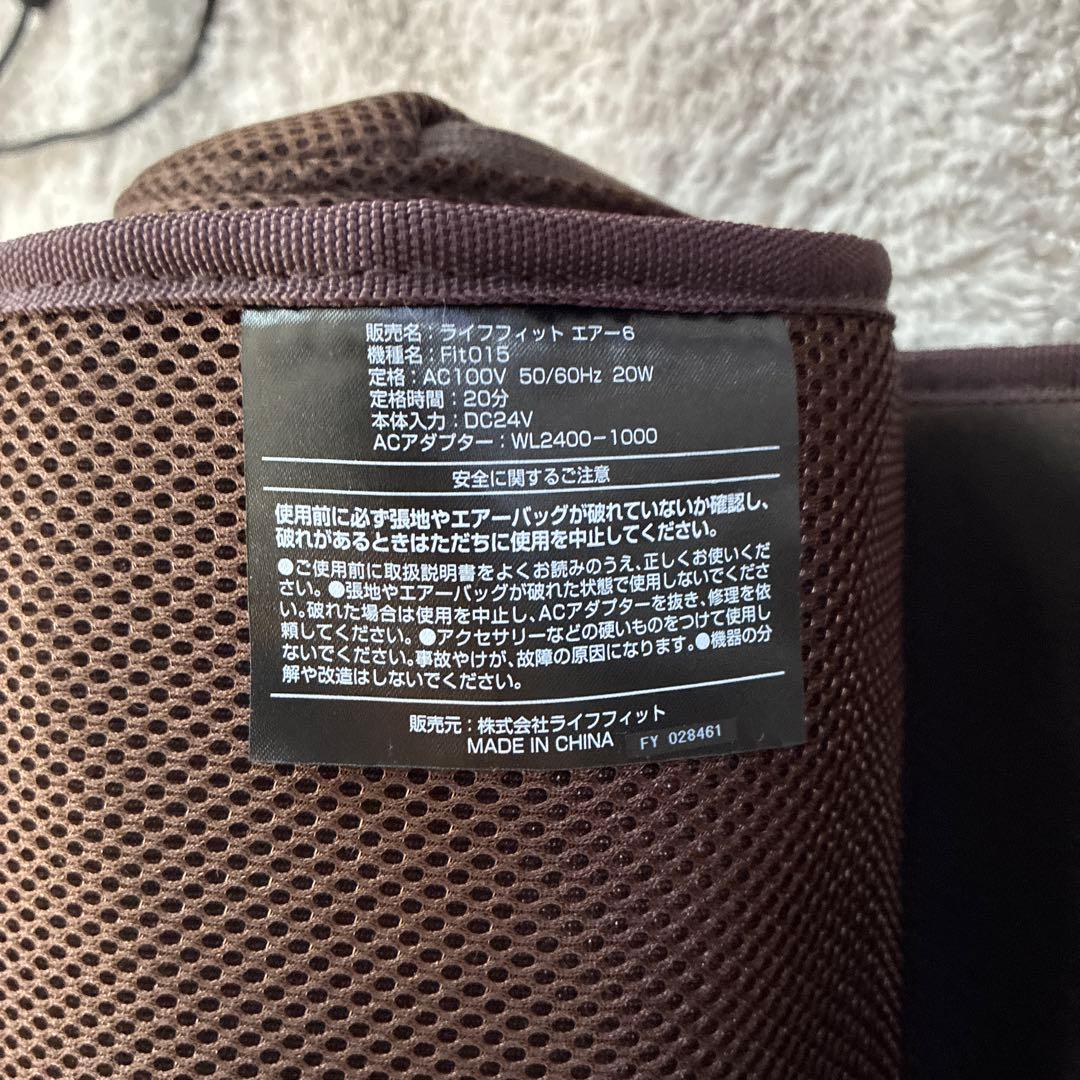 販売名：ライフフィット エアー6
機種名：Fit015
定格：AC100V 50/60Hz 20W
定格時間：20分
本体入力：DC24V
ACアダプター：WL2400-1000
安全に関するご注意
使用前に必ず張地やエアーバッグが破れていないか確認し、
破れがあるときはただちに使用を中止してください。
●ご使用前に取扱説明書をよくお読みのうえ、正しくお使いくだ
さい。●張地やエアーバッグが破れた状態で使用しないでくださ
い。破れた場合は使用を中止し、ACアダプターを抜き、修理を依
頼してください。●アクセサリーなどの硬いものをつけて使用し
ないでください。事故やけが、故障の原因になります。●機器の分
解や改造はしないでください。
販売元：株式会社ライフフィット
MADE IN CHINA FY 028461